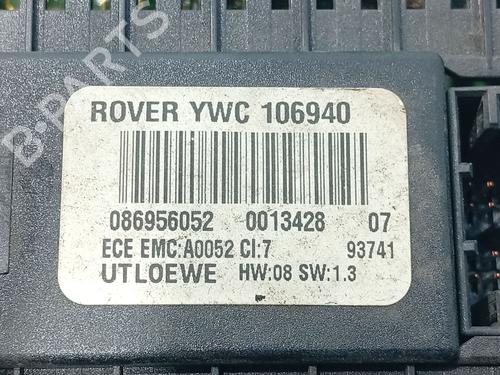 ROVER YWC 106940
086956052 0013428 07
ECE EMC:A0052 CI:7 93741
UTLOEWE HW:08 SW:1.3
B-PARTS
B-PARTS